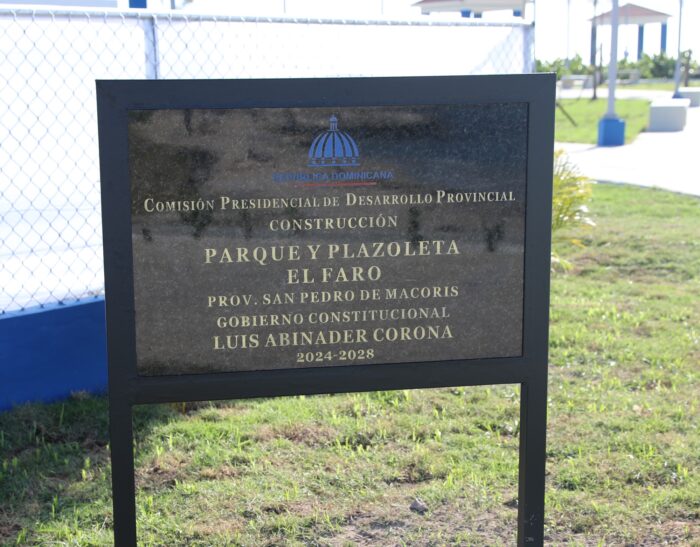 REPÚBLICA DOMINICANA
COMISIÓN PRESIDENCIAL DE DESARROLLO PROVINCIAL
CONSTRUCCIÓN
PARQUE Y PLAZOLETA
EL FARO
PROV. SAN PEDRO DE MACORIS
GOBIERNO CONSTITUCIONAL
LUIS ABINADER CORONA
2024-2028